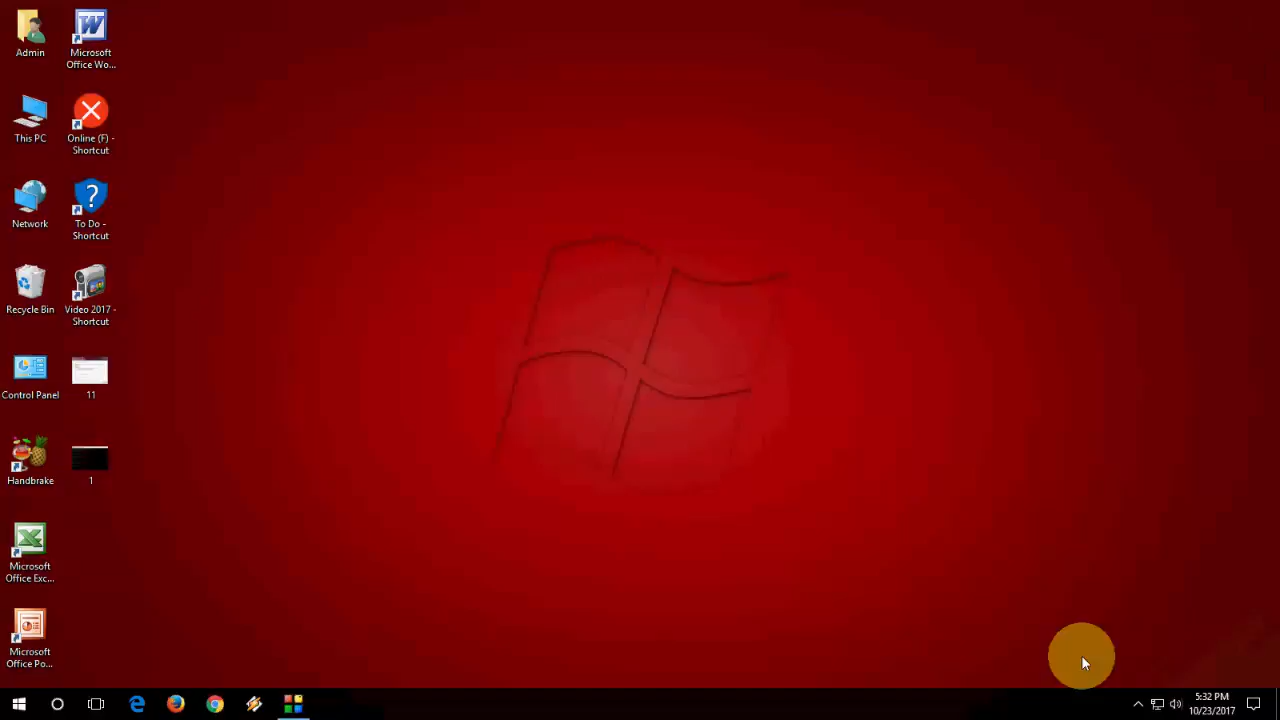 Admin
Microsoft
Office Wo...
This PC
Online (F) -
Shortcut
Network
To Do -
Shortcut
Recycle Bin
Video 2017 -
Shortcut
Control Panel
11
Handbrake
1
Microsoft
Office Exc...
Microsoft
Office Po...
5:32 PM
10/23/2017